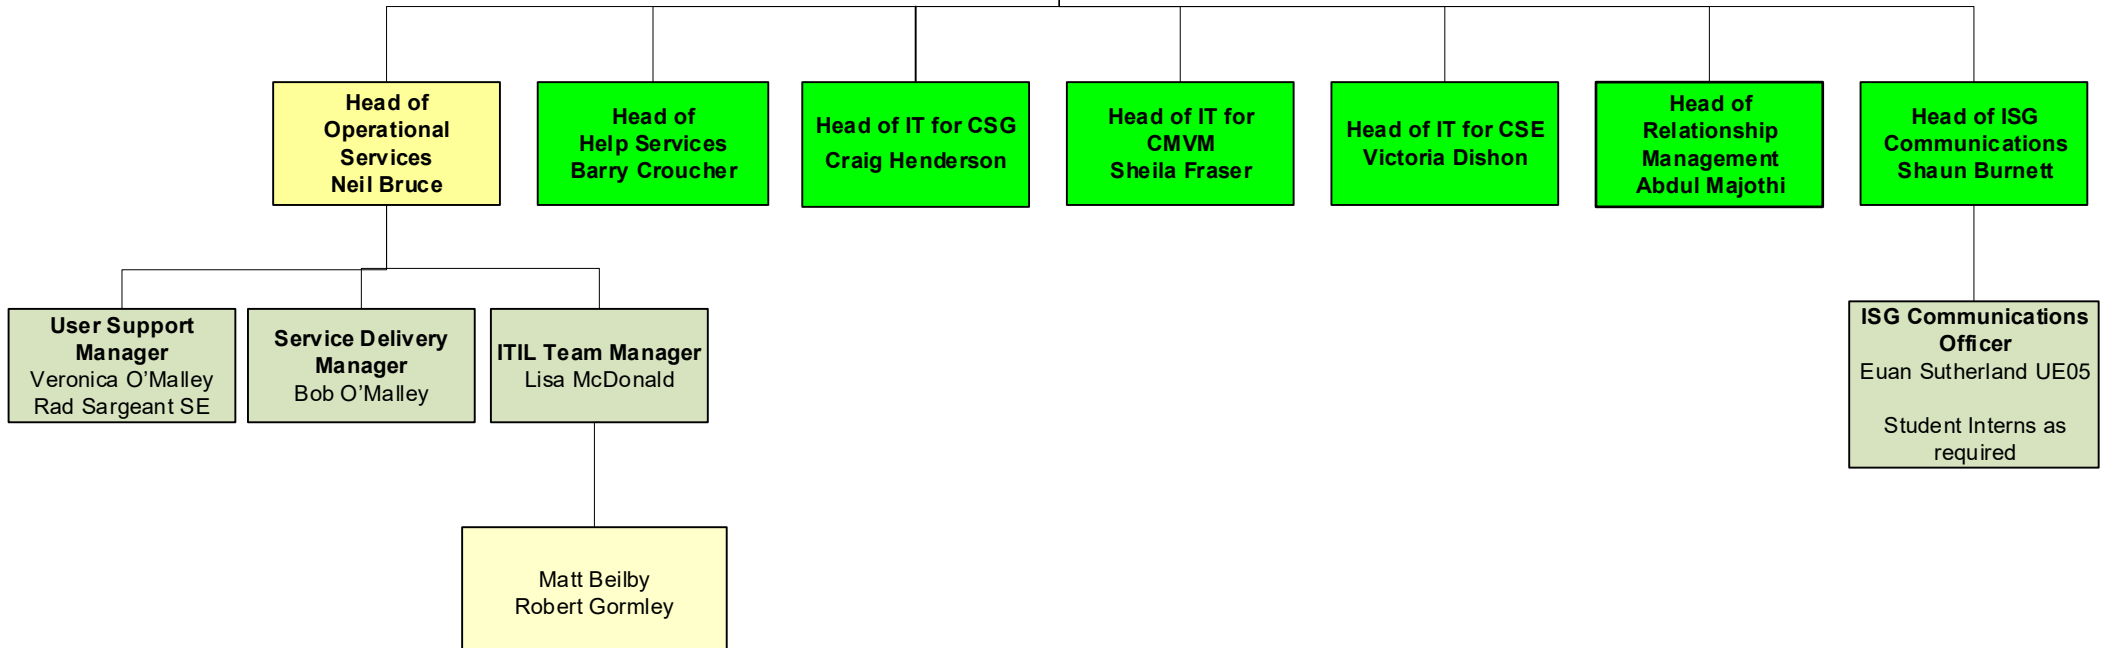 Head of
Operational
Services
Neil Bruce
Head of
Help Services
Barry Croucher
Head of IT for CSG
Craig Henderson
Head of IT for
CMVM
Sheila Fraser
Head of IT for CSE
Victoria Dishon
Head of
Relationship
Management
Abdul Majothi
Head of ISG
Communications
Shaun Burnett
User Support
Manager
Veronica O’Malley
Rad Sargeant SE
Service Delivery
Manager
Bob O’Malley
ITIL Team Manager
Lisa McDonald
ISG Communications
Officer
Euan Sutherland UE05
Student Interns as
required
Matt Beilby
Robert Gormley